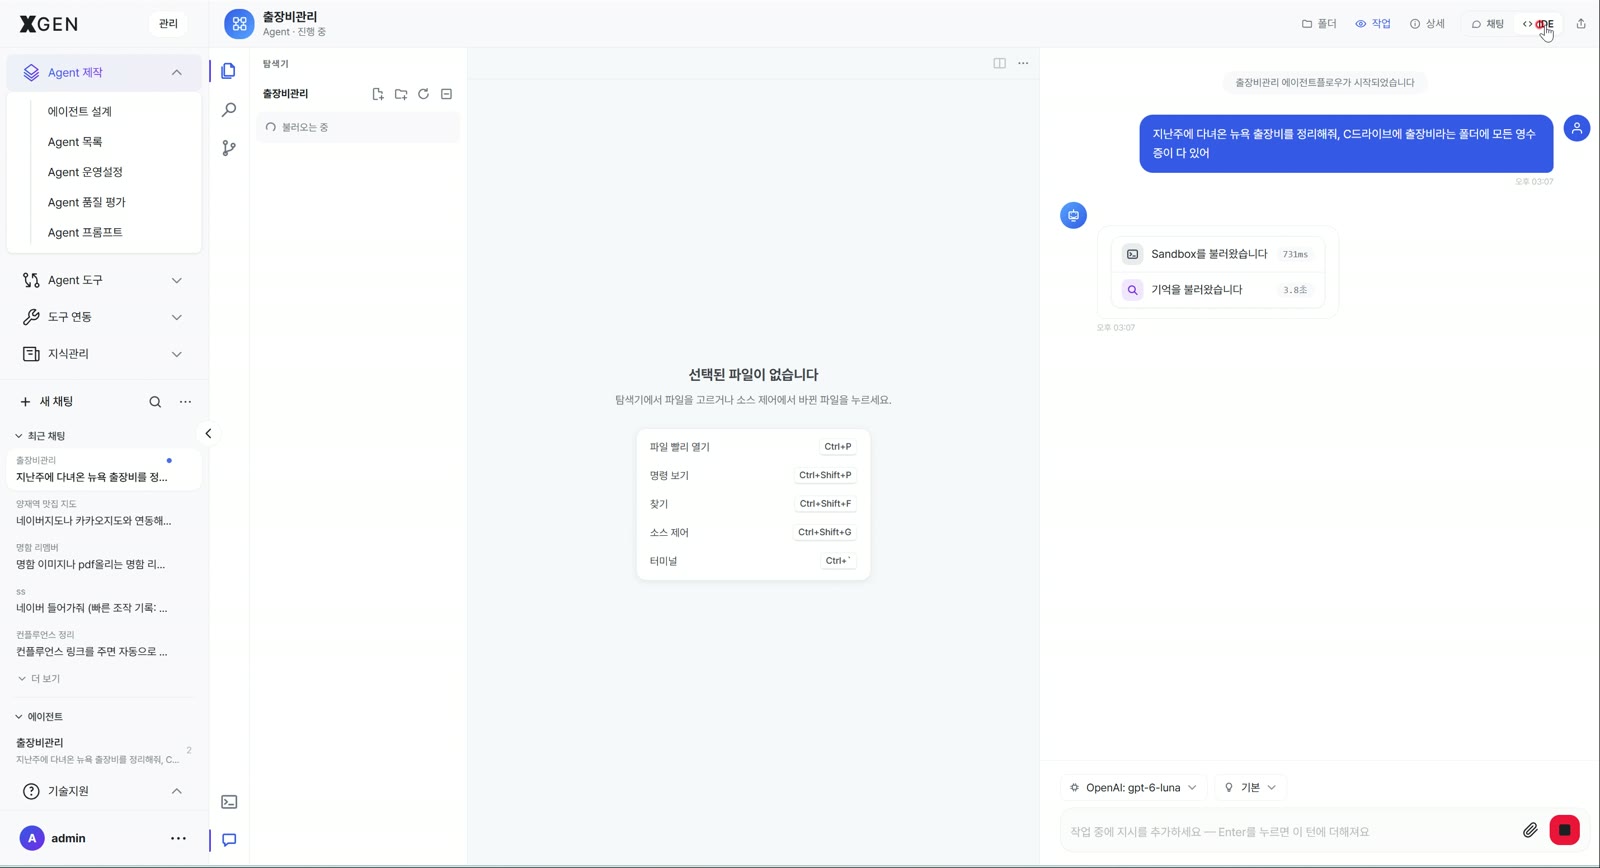 XGEN
관리
출장비관리
Agent · 진행 중
폴더
작업
상세
채팅
Agent 제작
에이전트 설계
Agent 목록
Agent 운영설정
Agent 품질 평가
Agent 프롬프트
Agent 도구
도구 연동
지식관리
새 채팅
최근 채팅
출장비관리
지난주에 다녀온 뉴욕 출장비를 정...
양재역 맛집 지도
네이버지도나 카카오지도와 연동해...
명함 리멤버
명함 이미지나 pdf올리는 명함 리...
ss
네이버 들어가줘 (빠른 조작 기록: ...
컨플루언스 정리
컨플루언스 링크를 주면 자동으로 ...
더 보기
에이전트
출장비관리
2
지난주에 다녀온 뉴욕 출장비를 정리해줘, C...
기술지원
A
admin
탐색기
출장비관리
불러오는 중
선택된 파일이 없습니다
탐색기에서 파일을 고르거나 소스 제어에서 바뀐 파일을 누르세요.
파일 빨리 열기 Ctrl+P
명령 보기 Ctrl+Shift+P
찾기 Ctrl+Shift+F
소스 제어 Ctrl+Shift+G
터미널 Ctrl+`
출장비관리 에이전트플로우가 시작되었습니다
지난주에 다녀온 뉴욕 출장비를 정리해줘, C드라이브에 출장비라는 폴더에 모든 영수
증이 다 있어
오후 03:07
Sandbox를 불러왔습니다 731ms
기억을 불러왔습니다 3.8초
오후 03:07
OpenAI: gpt-6-luna
기본
작업 중에 지시를 추가하세요 — Enter를 누르면 이 턴에 더해져요